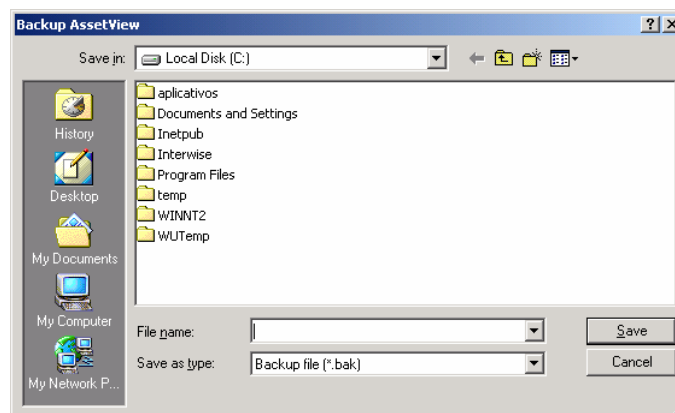 Backup AssetView
Save in:
Local Disk (C:)
History
Desktop
My Documents
My Computer
My Network P...
aplicativos
Documents and Settings
Inetpub
Interwise
Program Files
temp
WINNT2
WUTemp
File name:
Save
Save as type:
Backup file (*.bak)
Cancel